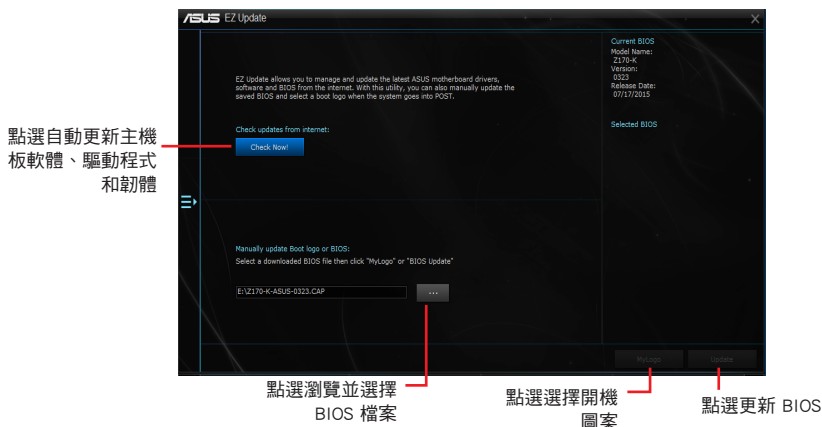 ASUS EZ Update
Current BIOS
Model Name:
Z170-K
Version:
0323
Release Date:
07/17/2015
Selected BIOS
EZ Update allows you to manage and update the latest ASUS motherboard drivers,
software and BIOS from the internet. With this utility, you can also manually update the
saved BIOS and select a boot logo when the system goes into POST.
Check updates from internet:
Check Now!
點選自動更新主機
板軟體、驅動程式
和韌體
Manually update Boot logo or BIOS:
Select a downloaded BIOS file then click "MyLogo" or "BIOS Update"
E:\Z170-K-ASUS-0323.CAP
...
MyLogo
Update
點選瀏覽並選擇
BIOS 檔案
點選選擇開機
圖案
點選更新 BIOS